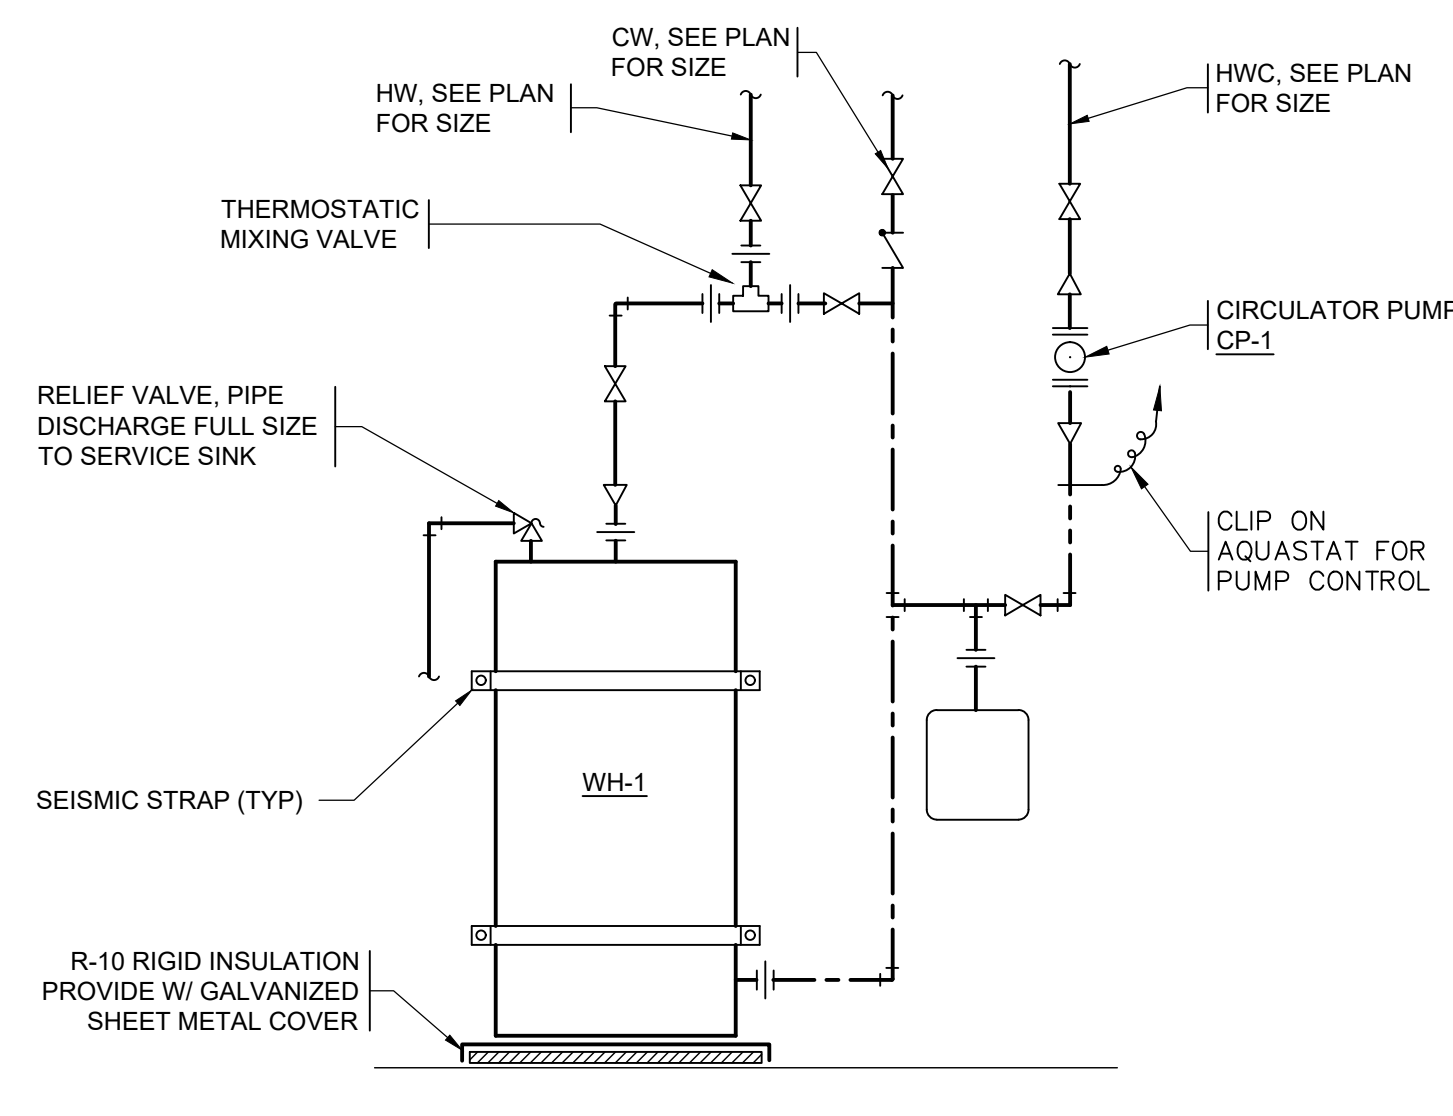 CW, SEE PLAN
FOR SIZE
HW, SEE PLAN
FOR SIZE
HWC, SEE PLAN
FOR SIZE
THERMOSTATIC
MIXING VALVE
CIRCULATOR PUMP
CP-1
RELIEF VALVE, PIPE
DISCHARGE FULL SIZE
TO SERVICE SINK
CLIP ON
AQUASTAT FOR
PUMP CONTROL
WH-1
SEISMIC STRAP (TYP)
R-10 RIGID INSULATION
PROVIDE W/ GALVANIZED
SHEET METAL COVER